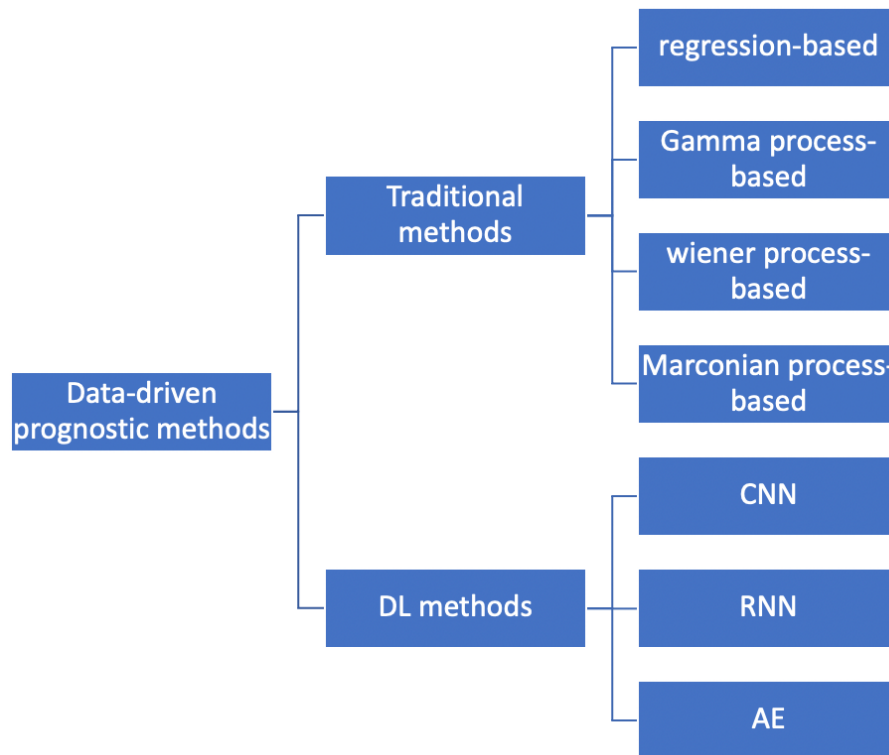 regression-based
Gamma process-
based
Traditional
methods
wiener process-
based
Marconian process-
based
Data-driven
prognostic methods
CNN
DL methods
RNN
AE